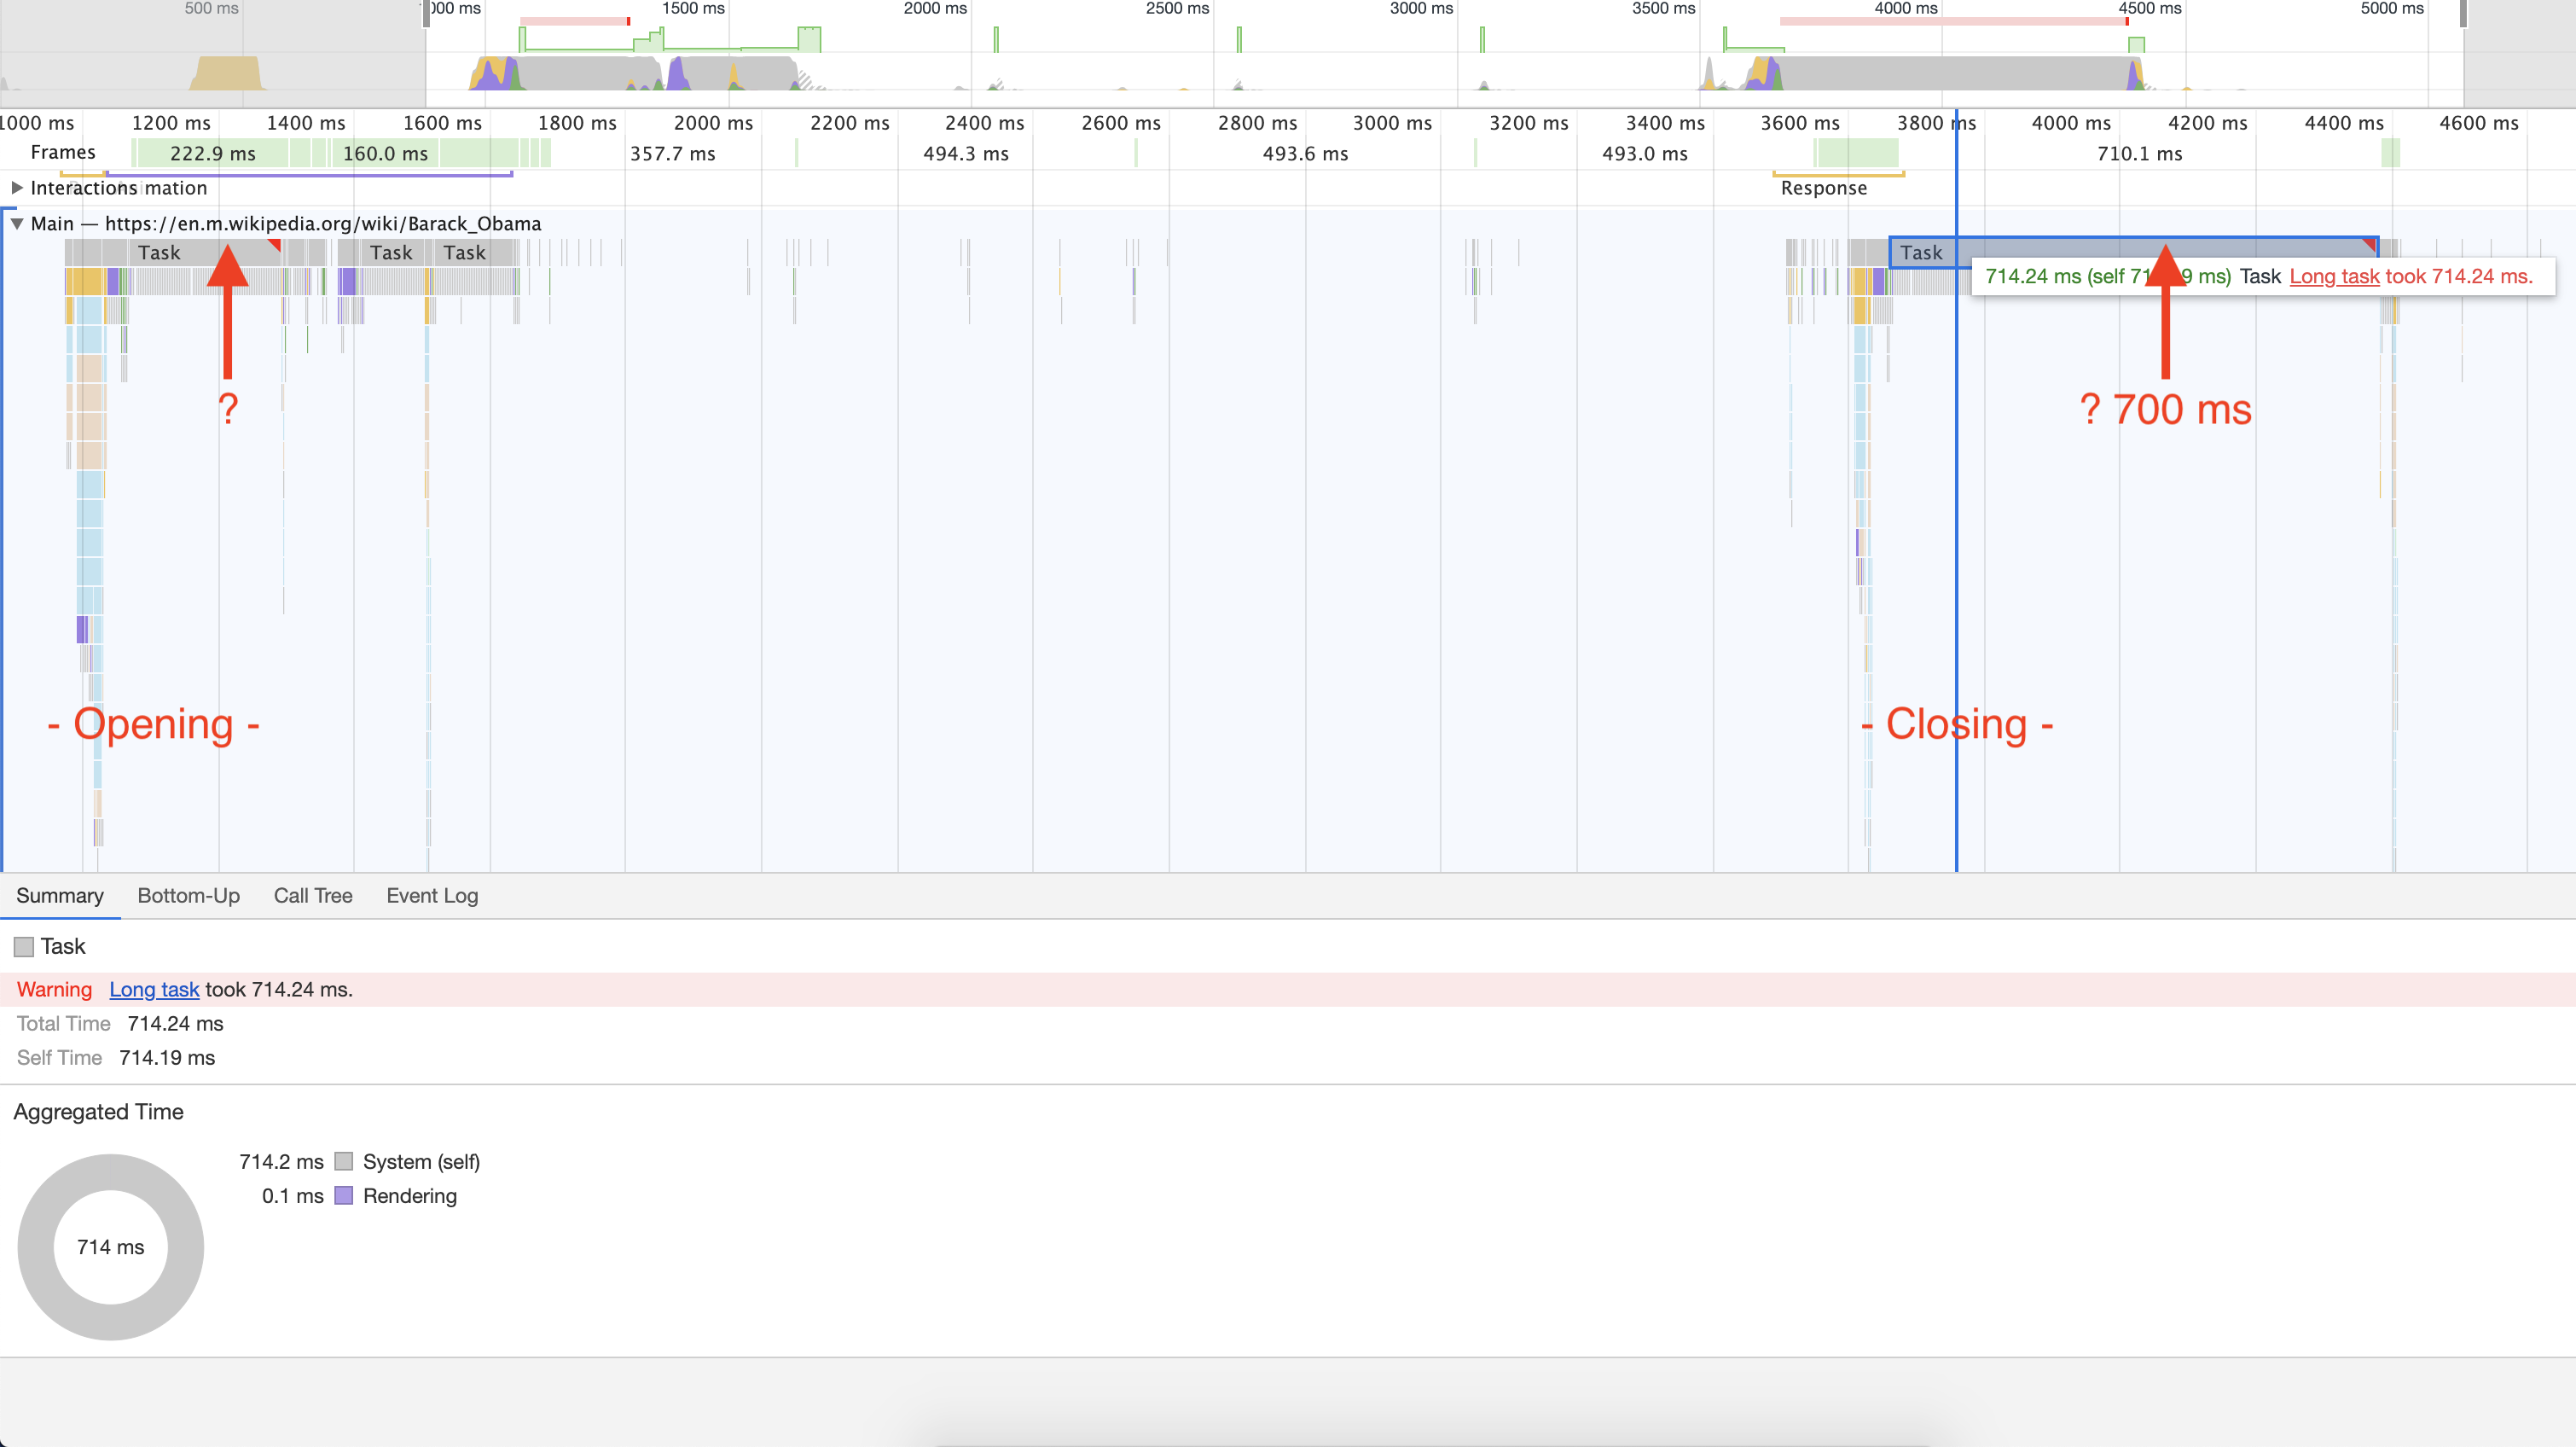 500 ms
000 ms
1500 ms
2000 ms
2500 ms
3000 ms
3500 ms
4000 ms
4500 ms
5000 ms
1000 ms
1200 ms
1400 ms
1600 ms
1800 ms
2000 ms
2200 ms
2400 ms
2600 ms
2800 ms
3000 ms
3200 ms
3400 ms
3600 ms
3800 ms
4000 ms
4200 ms
4400 ms
4600 ms
Frames
222.9 ms
160.0 ms
357.7 ms
494.3 ms
493.6 ms
493.0 ms
710.1 ms
Interactions mation
Response
Main — https://en.m.wikipedia.org/wiki/Barack_Obama
Task
Task
Task
Task
714.24 ms (self 71 9 ms) Task Long task took 714.24 ms.
?
? 700 ms
- Opening -
- Closing -
Summary
Bottom-Up
Call Tree
Event Log
Task
Warning Long task took 714.24 ms.
Total Time 714.24 ms
Self Time 714.19 ms
Aggregated Time
714.2 ms System (self)
0.1 ms Rendering
714 ms